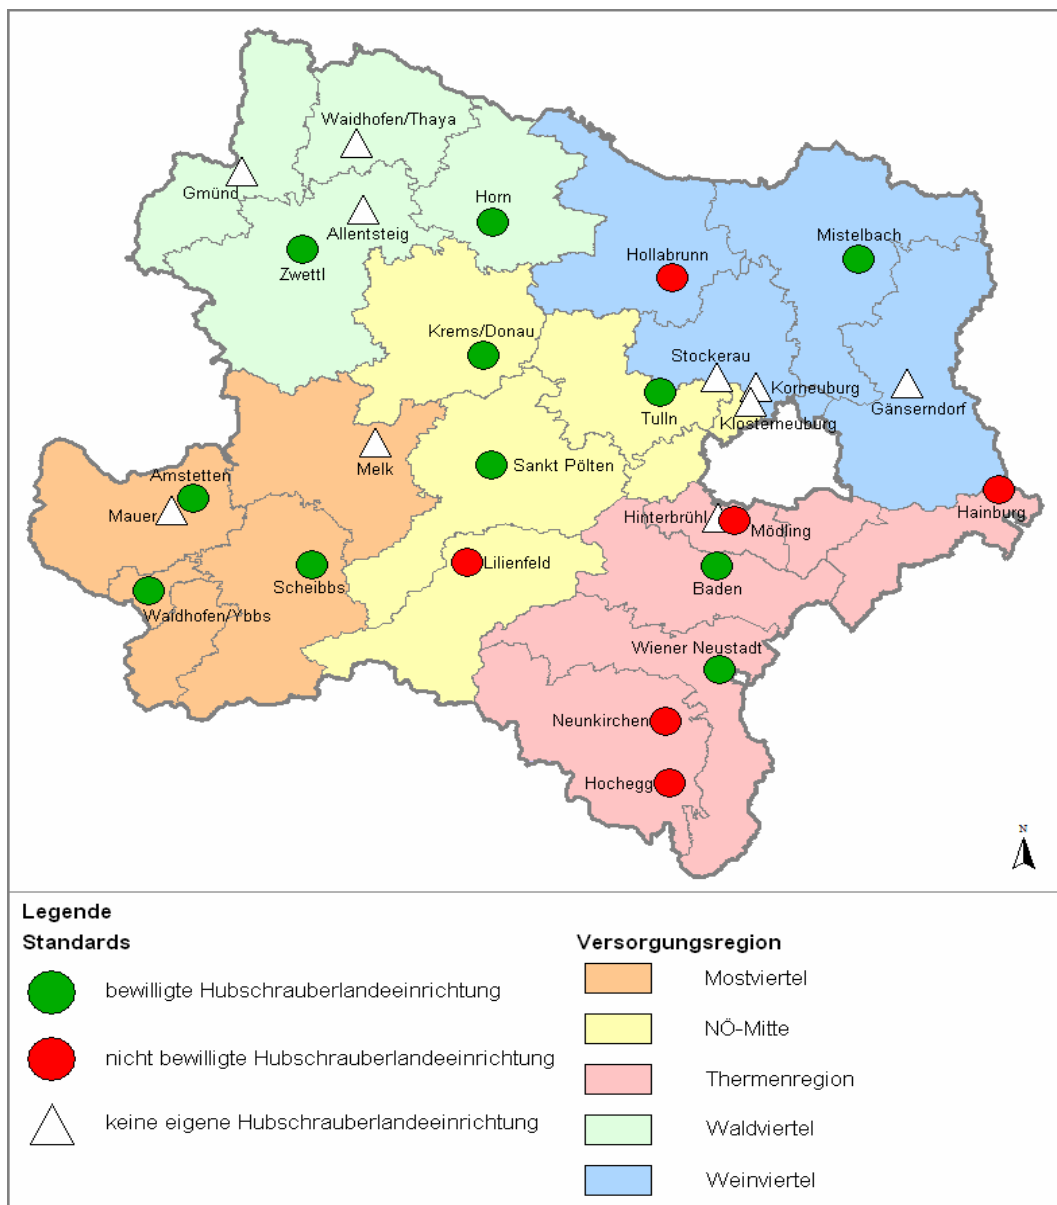 Waidhofen/Thaya
Gmünd
Allentsteig
Horn
Zwettl
Hollabrunn
Mistelbach
Krems/Donau
Stockerau
Korneuburg
Gänserndorf
Tulln
Klosterneuburg
Melk
Sankt Pölten
Amstetten
Mauer
Hainburg
Hinterbrühl
Mödling
Scheibbs
Lilienfeld
Baden
Waidhofen/Ybbs
Wiener Neustadt
Neunkirchen
Hochegg
N
Legende
Standards
bewilligte Hubschrauberlandeeinrichtung
nicht bewilligte Hubschrauberlandeeinrichtung
keine eigene Hubschrauberlandeeinrichtung
Versorgungsregion
Mostviertel
NÖ-Mitte
Thermenregion
Waldviertel
Weinviertel